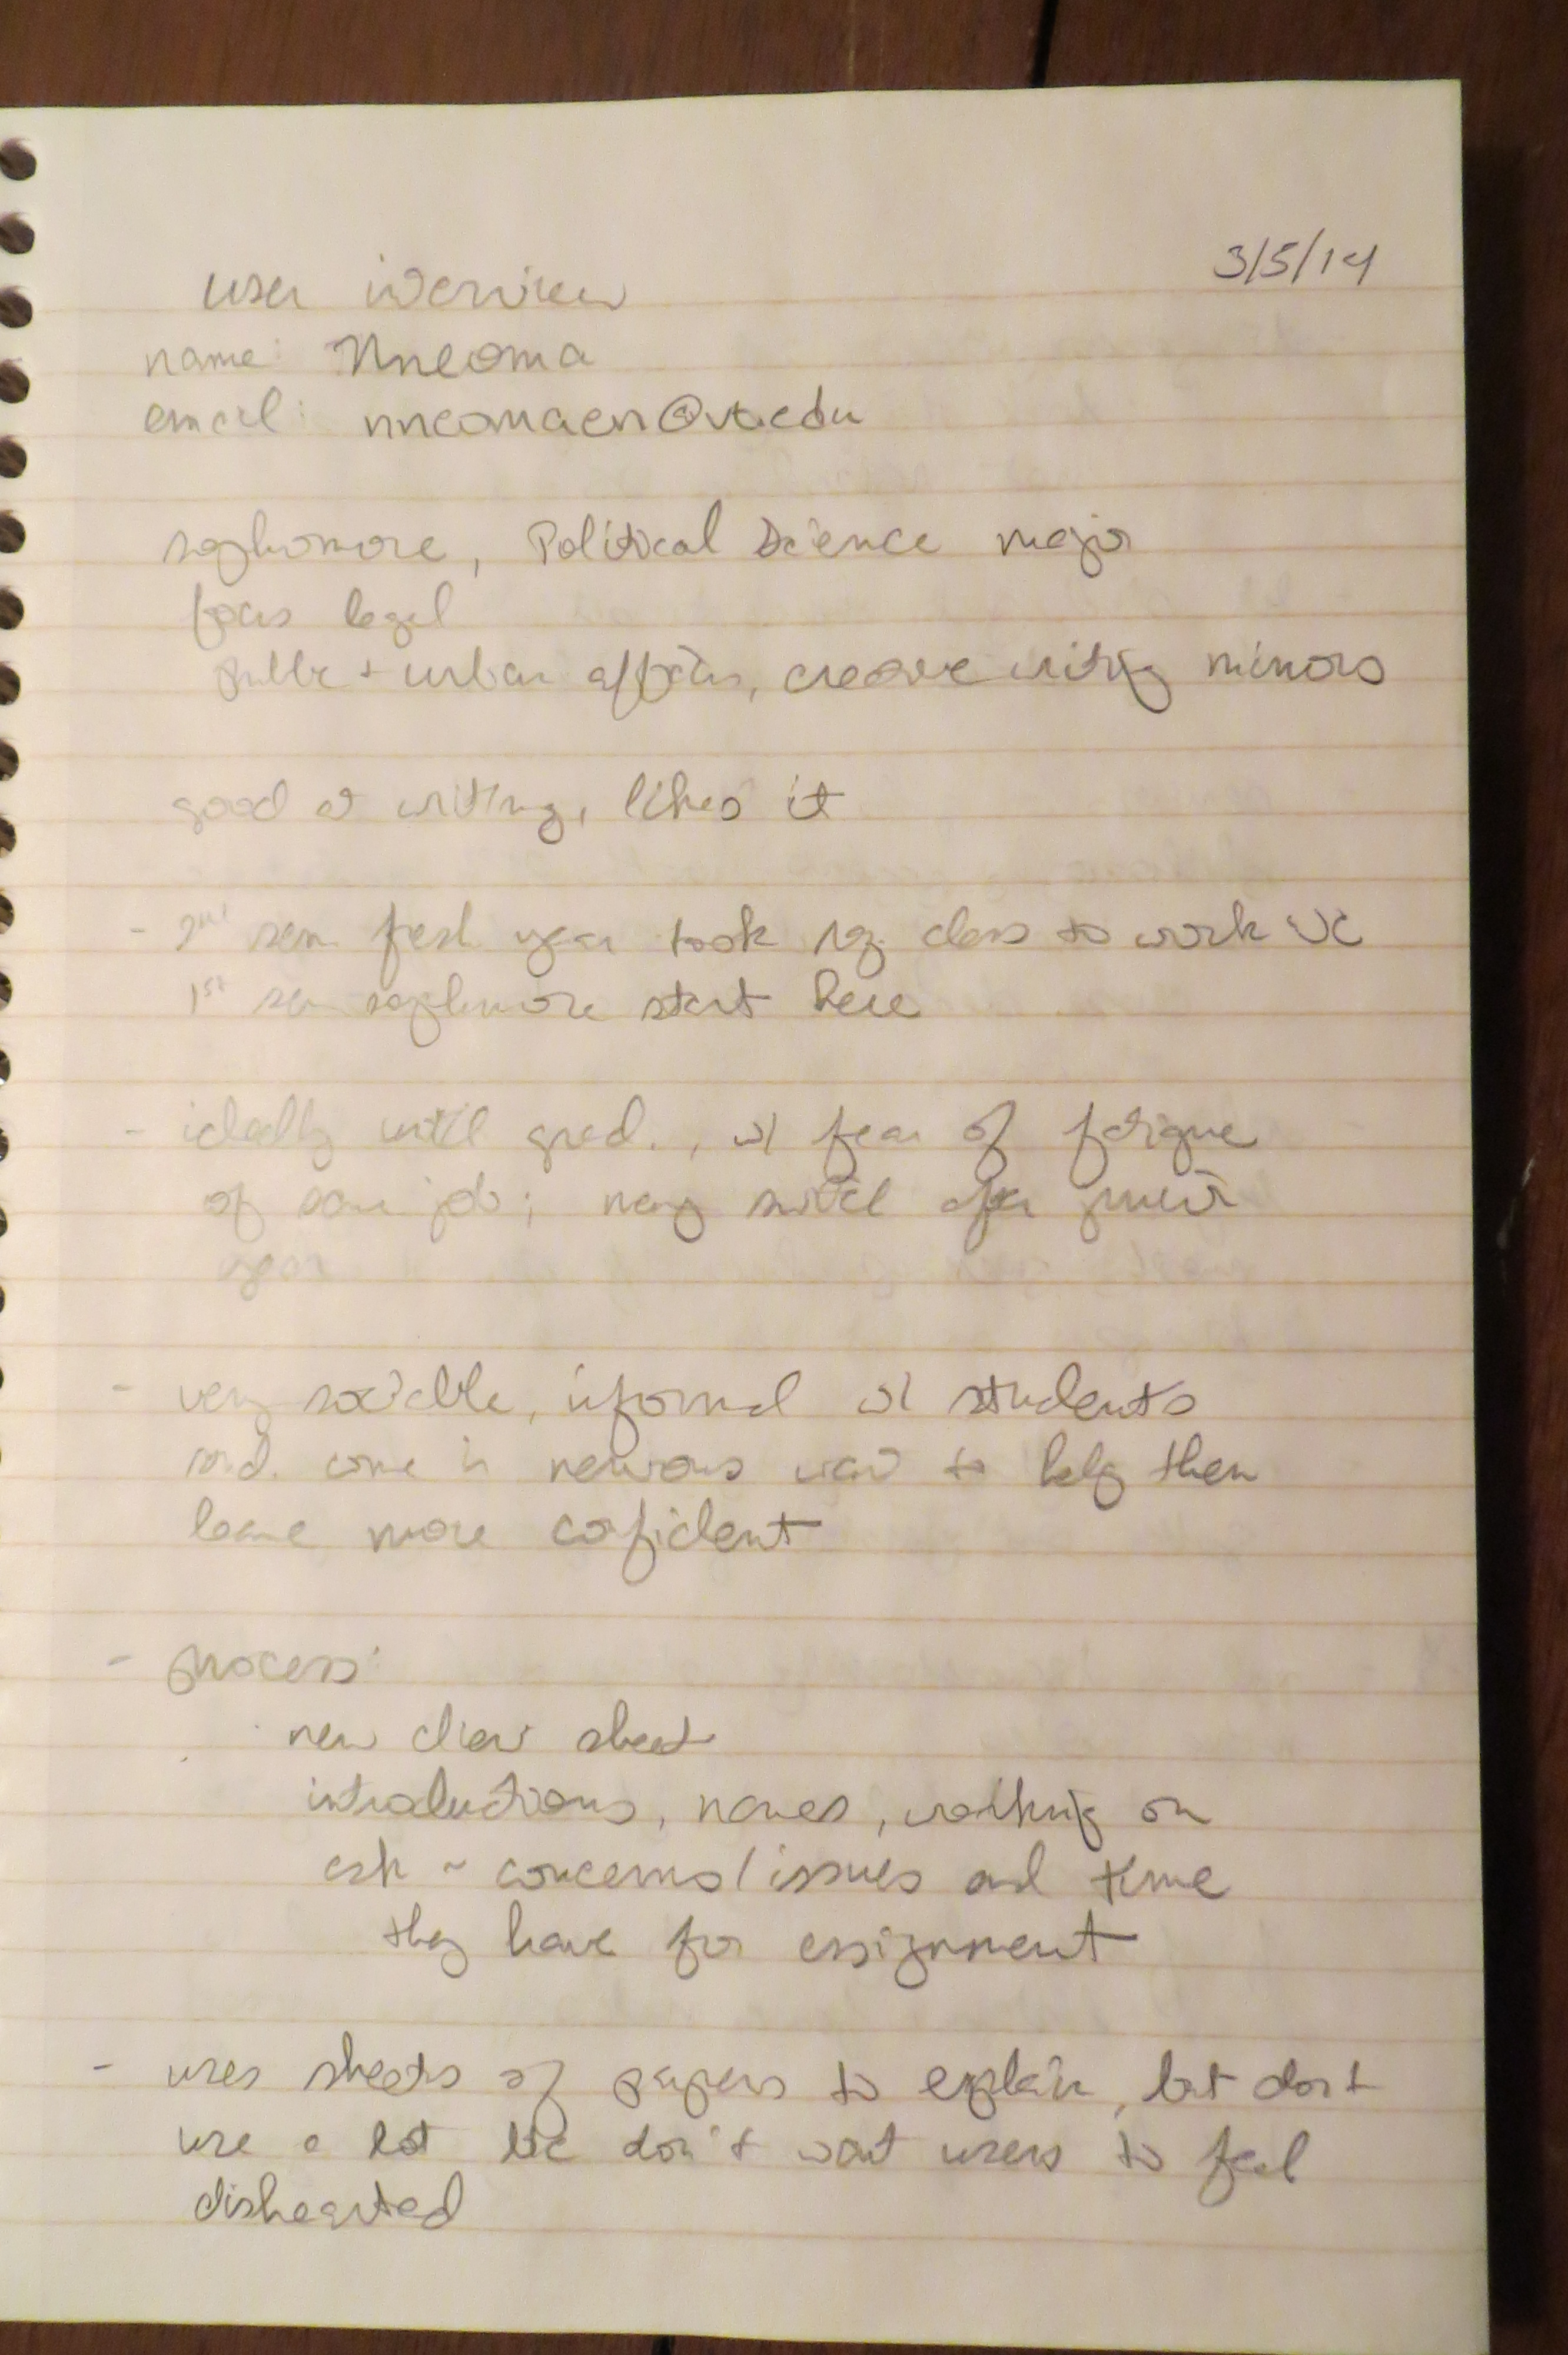 3/5/14
user interview
name: Nneoma
email: nneomaen@vt.edu
sophomore, Political Science major
focus legal
public + urban affairs, creative writing minors
good at writing, likes it
- 2nd sem fresh year took class to work WC
1st sem sophomore start here
- ideally until grad., w/ fear of fatigue
of same job; may switch after junior
year
- very sociable, informal w/ students
come in nervous want to help them
leave more confident
- process:
new client sheet
introductions, names, working on
ask ~ concerns/issues and time
they have for assignment
- uses sheets of papers to explain, but don't
use a lot b/c don't want users to feel
dishearted